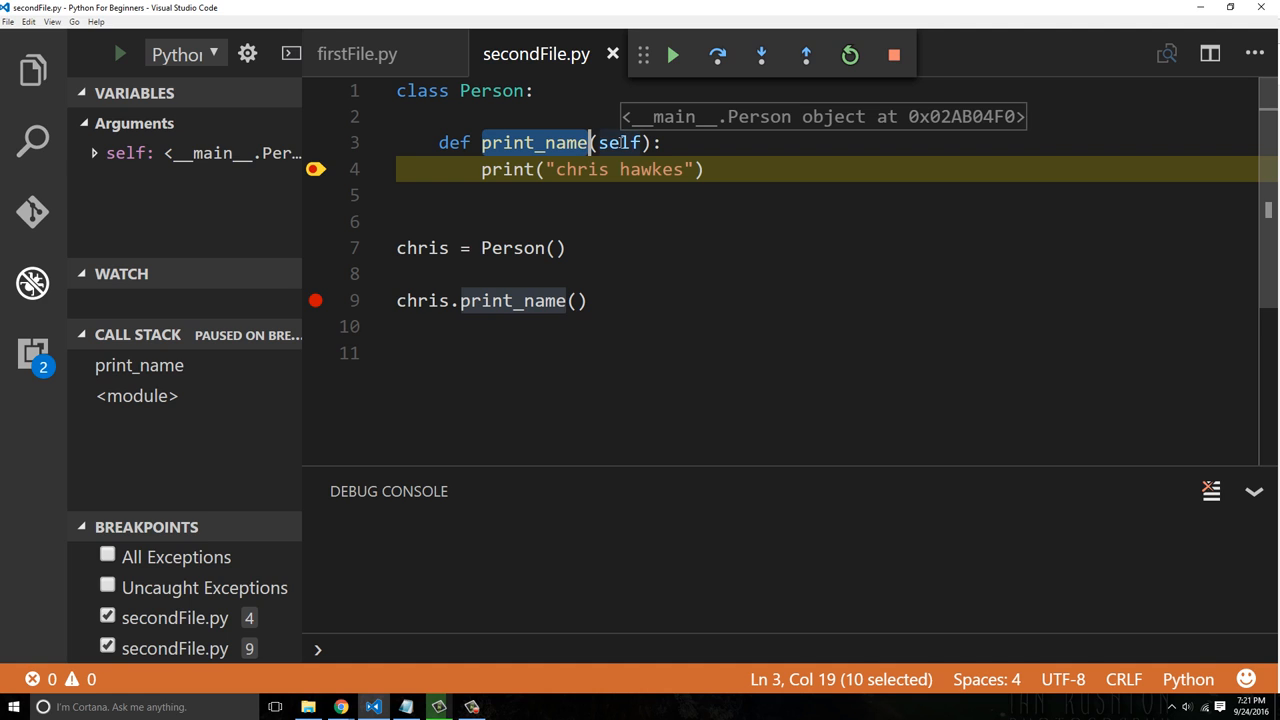 secondFile.py - Python For Beginners - Visual Studio Code
File Edit View Go Help
Pythor
firstFile.py
secondFile.py
VARIABLES
Arguments
self: <__main__.Per...
WATCH
CALL STACK PAUSED ON BRE...
print_name
<module>
BREAKPOINTS
All Exceptions
Uncaught Exceptions
secondFile.py 4
secondFile.py 9
2
1 class Person:
2
<__main__.Person object at 0x02AB04F0>
3 def print_name(self):
4 print("chris hawkes")
5
6
7 chris = Person()
8
9 chris.print_name()
10
11
DEBUG CONSOLE
0 0
Ln 3, Col 19 (10 selected) Spaces: 4 UTF-8 CRLF Python
I'm Cortana. Ask me anything.
7:21 PM
9/24/2016